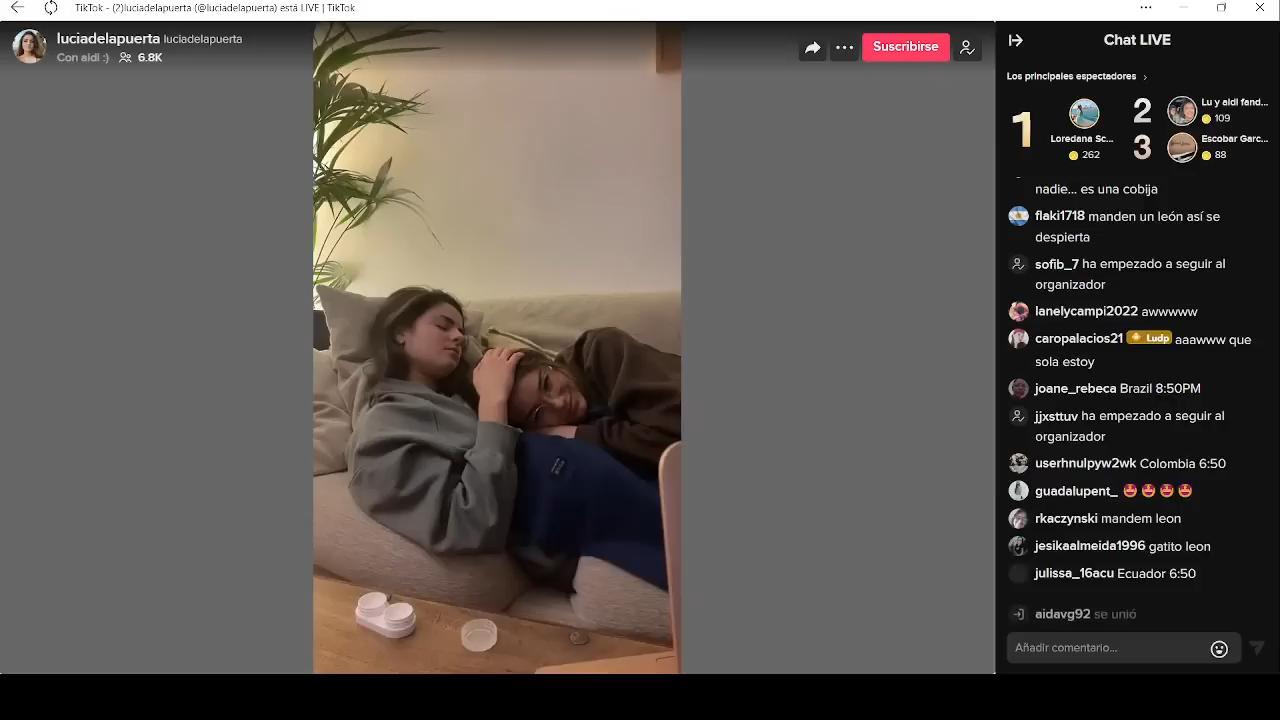 TikTok - (2)luciadelapuerta (@luciadelapuerta) está LIVE | TikTok
luciadelapuerta luciadelapuerta
Con aidi :) 6.8K
Suscribirse
Chat LIVE
Los principales espectadores
1 Loredana Sc... 262
2 Lu y aldi fand... 109
3 Escobar Garc... 88
nadie... es una cobija
flaki1718 manden un león así se
despierta
sofib_7 ha empezado a seguir al
organizador
lanelycampi2022 awwwww
caropalacios21 Ludp aaawww que
sola estoy
joane_rebeca Brazil 8:50PM
jjxsttuv ha empezado a seguir al
organizador
userhnulpyw2wk Colombia 6:50
guadalupent_ 🤩🤩🤩🤩
rkaczynski mandem leon
jesikaalmeida1996 gatito leon
julissa_16acu Ecuador 6:50
aidavg92 se unió
Añadir comentario...